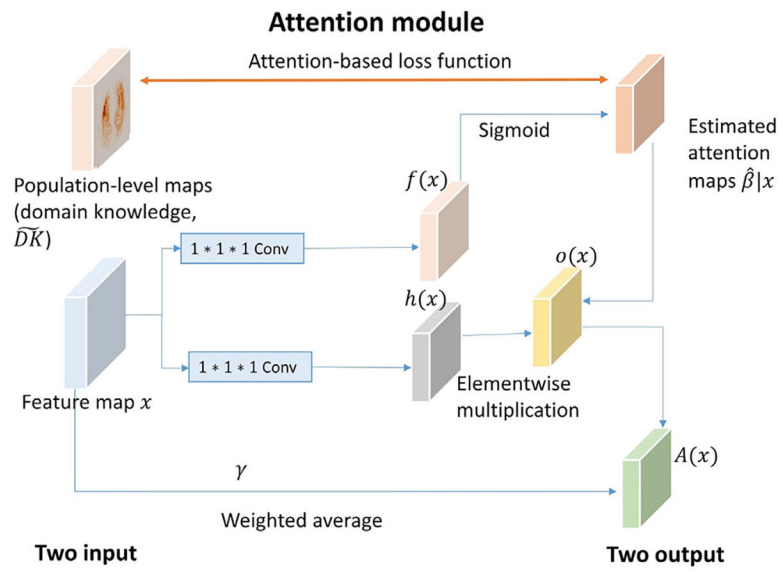 Attention module
Attention-based loss function
Sigmoid
Estimated
attention
maps β̂|x
Population-level maps
(domain knowledge,
D̃K̃)
f(x)
1 * 1 * 1 Conv
o(x)
h(x)
1 * 1 * 1 Conv
Elementwise
multiplication
Feature map x
A(x)
γ
Weighted average
Two input
Two output